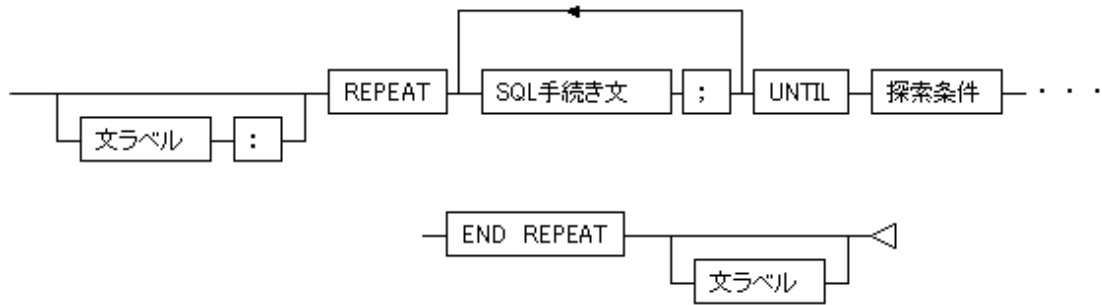 REPEAT SQL手続き文 ; UNTIL 探索条件 ・・・
文ラベル :
END REPEAT
文ラベル